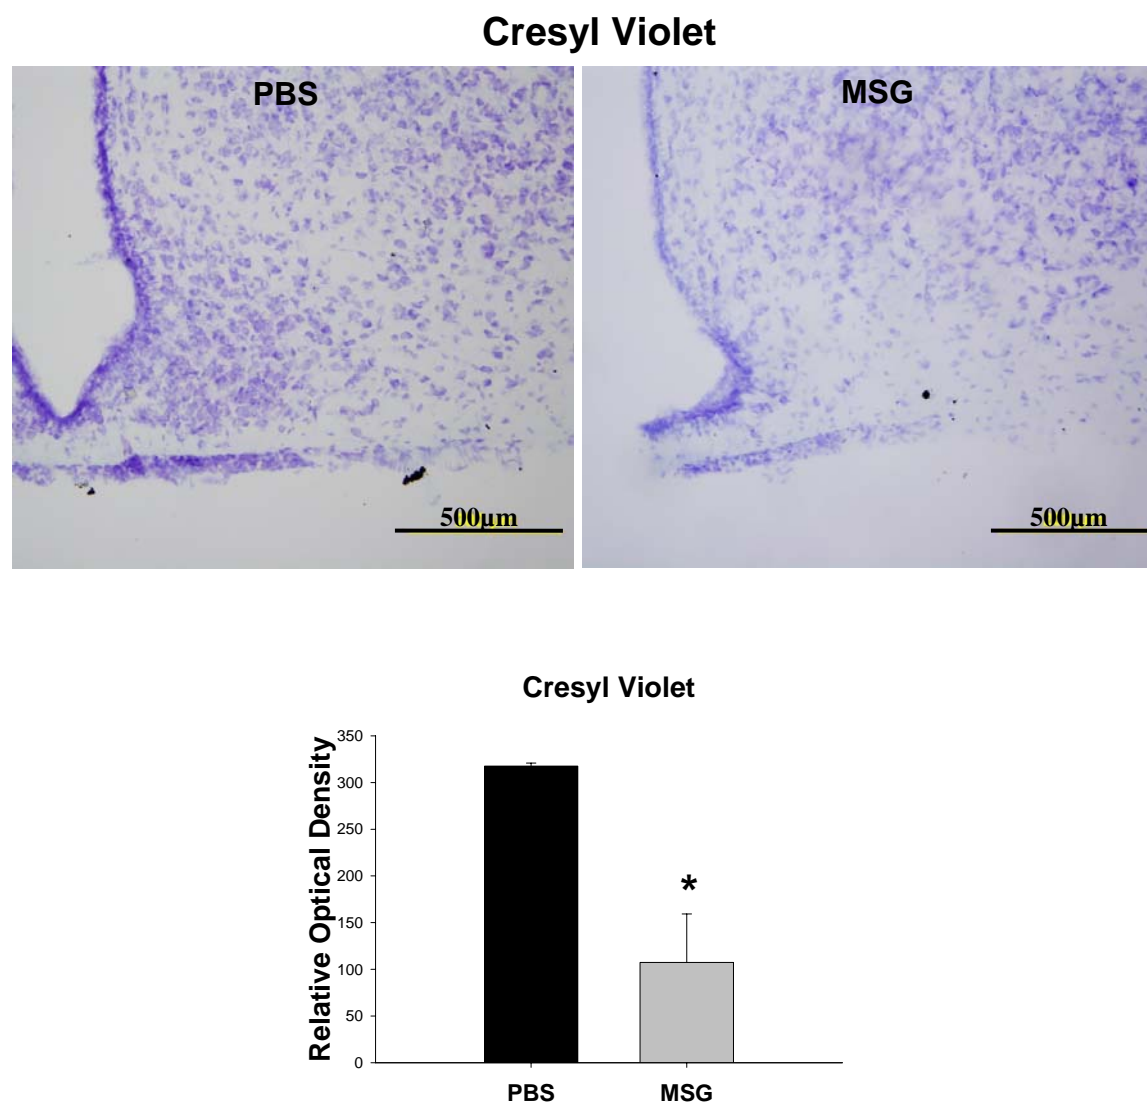 Cresyl Violet
PBS
MSG
500µm
500µm
Cresyl Violet
Relative Optical Density
350
300
250
200
150
100
50
0
*
PBS
MSG